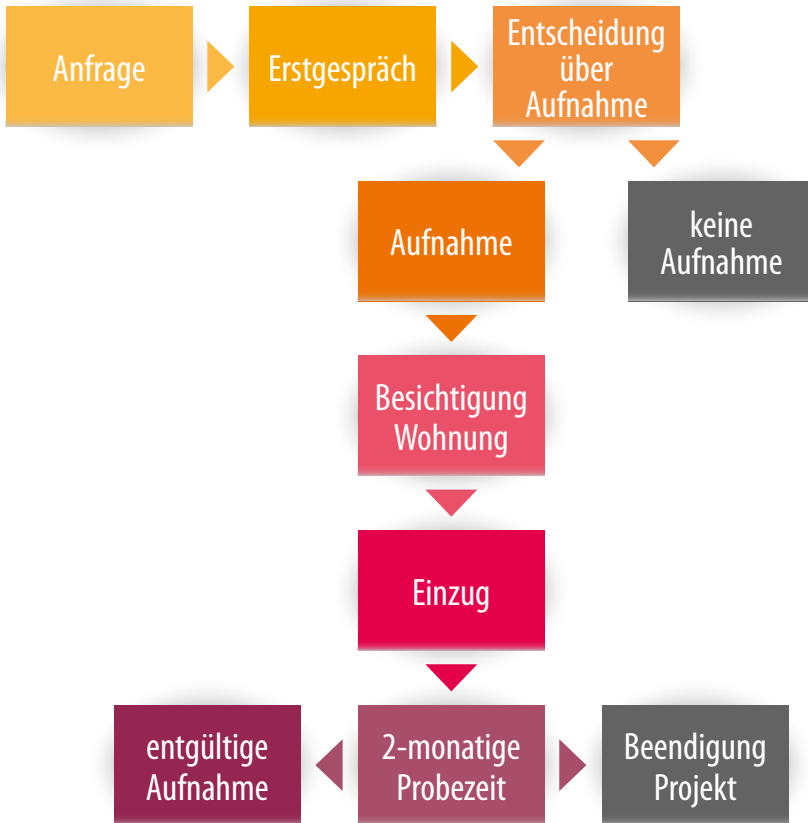 Anfrage
Erstgespräch
Entscheidung
über
Aufnahme
Aufnahme
keine
Aufnahme
Besichtigung
Wohnung
Einzug
entgültige
Aufnahme
2-monatige
Probezeit
Beendigung
Projekt